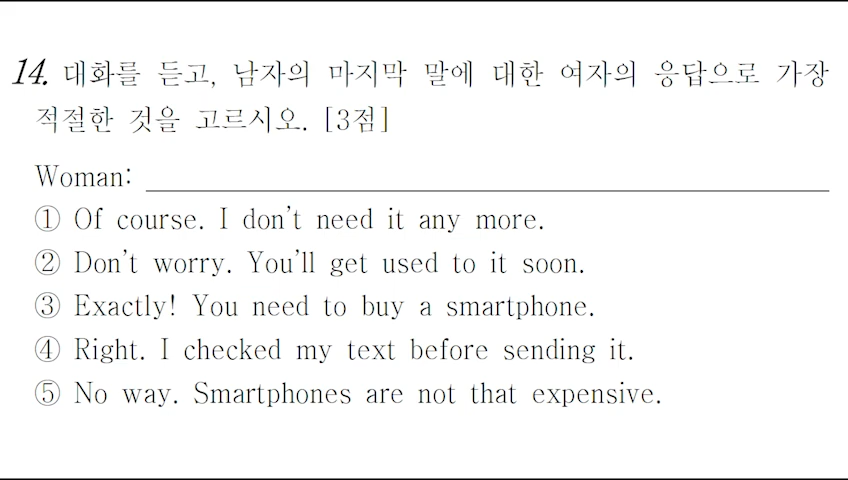 14. 대화를 듣고, 남자의 마지막 말에 대한 여자의 응답으로 가장
적절한 것을 고르시오. [3점]
Woman:
① Of course. I don't need it any more.
② Don't worry. You'll get used to it soon.
③ Exactly! You need to buy a smartphone.
④ Right. I checked my text before sending it.
⑤ No way. Smartphones are not that expensive.